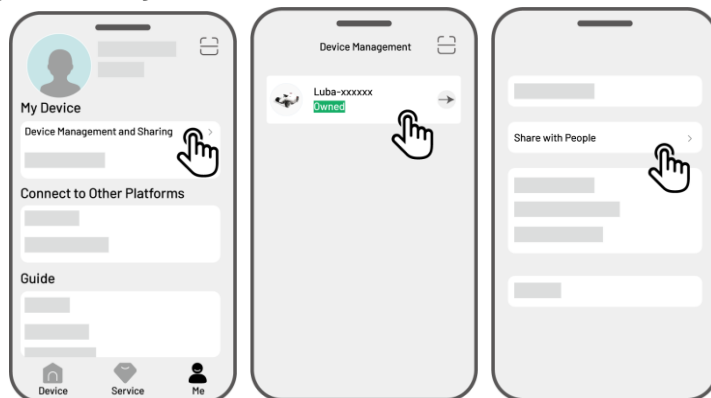 My Device
Device Management and Sharing
Connect to Other Platforms
Guide
Device
Service
Me
Device Management
Luba-xxxxxx
Owned
Share with People